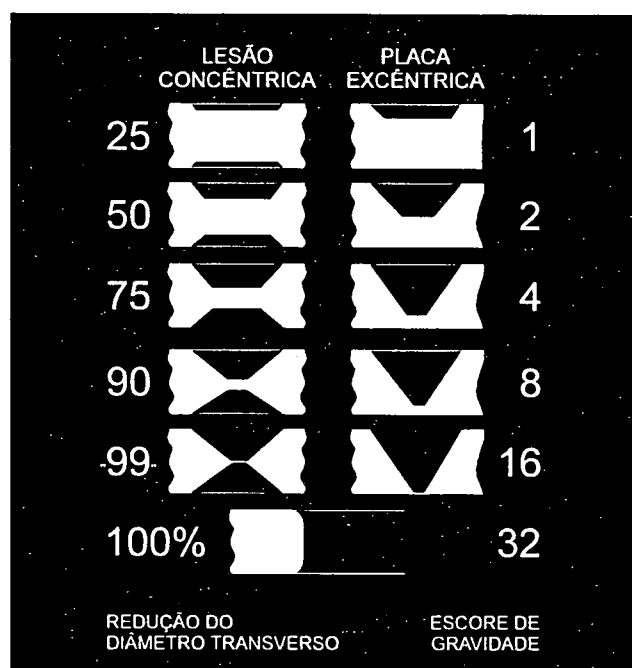 LESÃO
CONCÊNTRICA
PLACA
EXCÊNTRICA
25
1
50
2
75
4
90
8
99
16
100%
32
REDUÇÃO DO
DIÂMETRO TRANSVERSO
ESCORE DE
GRAVIDADE